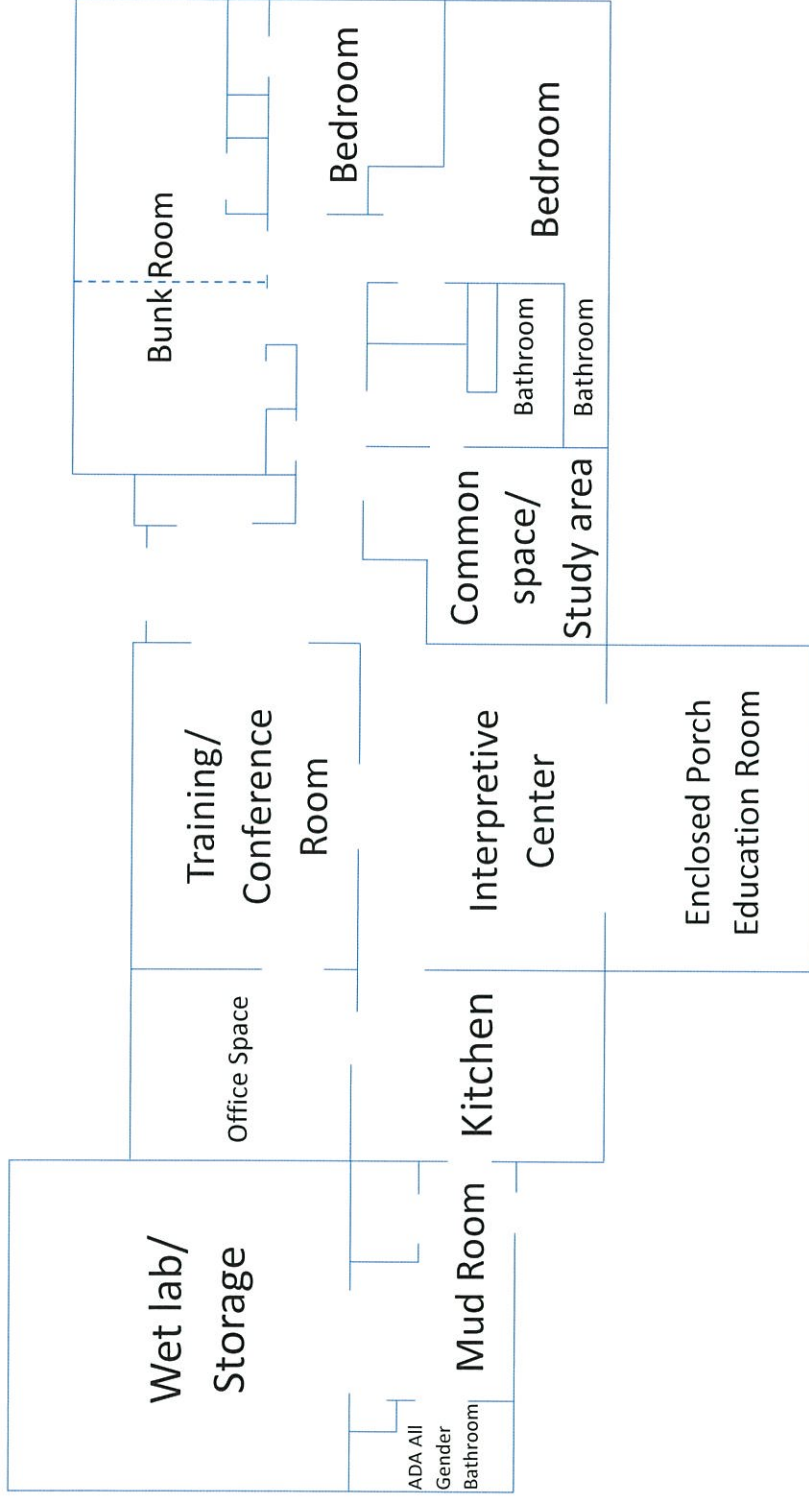 Wet lab/
Storage
ADA All
Gender
Bathroom
Mud Room
Office Space
Kitchen
Training/
Conference
Room
Interpretive
Center
Enclosed Porch
Education Room
Common
space/
Study area
Bunk Room
Bathroom
Bathroom
Bedroom
Bedroom